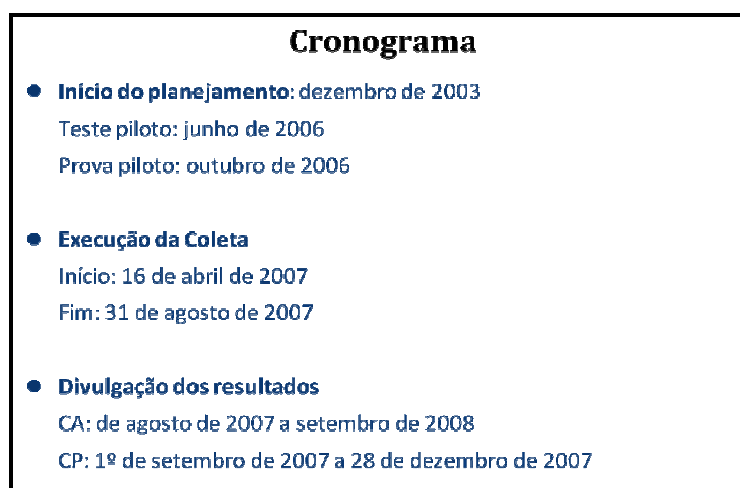 Cronograma
● Início do planejamento: dezembro de 2003
Teste piloto: junho de 2006
Prova piloto: outubro de 2006
● Execução da Coleta
Início: 16 de abril de 2007
Fim: 31 de agosto de 2007
● Divulgação dos resultados
CA: de agosto de 2007 a setembro de 2008
CP: 1º de setembro de 2007 a 28 de dezembro de 2007